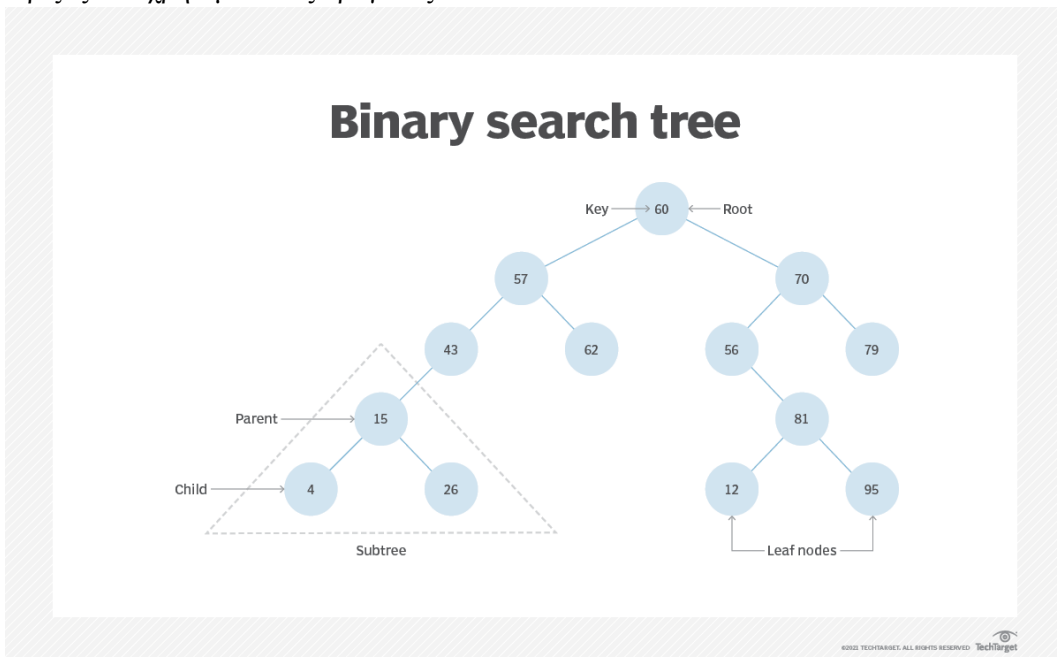 Binary search tree
Key 60 Root
57 70
43 62 56 79
Parent 15 81
Child 4 26 12 95
Subtree Leaf nodes
©2021 TECHTARGET. ALL RIGHTS RESERVED TechTarget